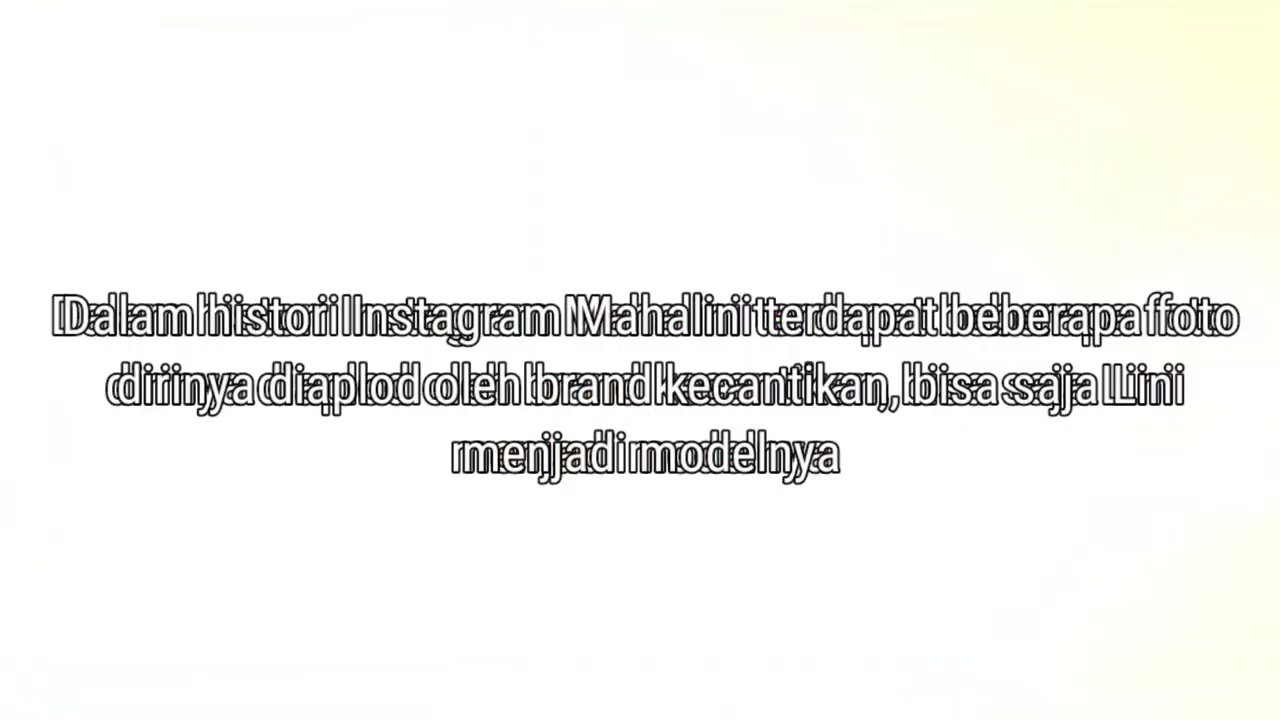 Dalam histori Instagram Mahalini terdapat beberapa foto
dirinya diaplod oleh brand kecantikan, bisa saja Lini
menjadi modelnya